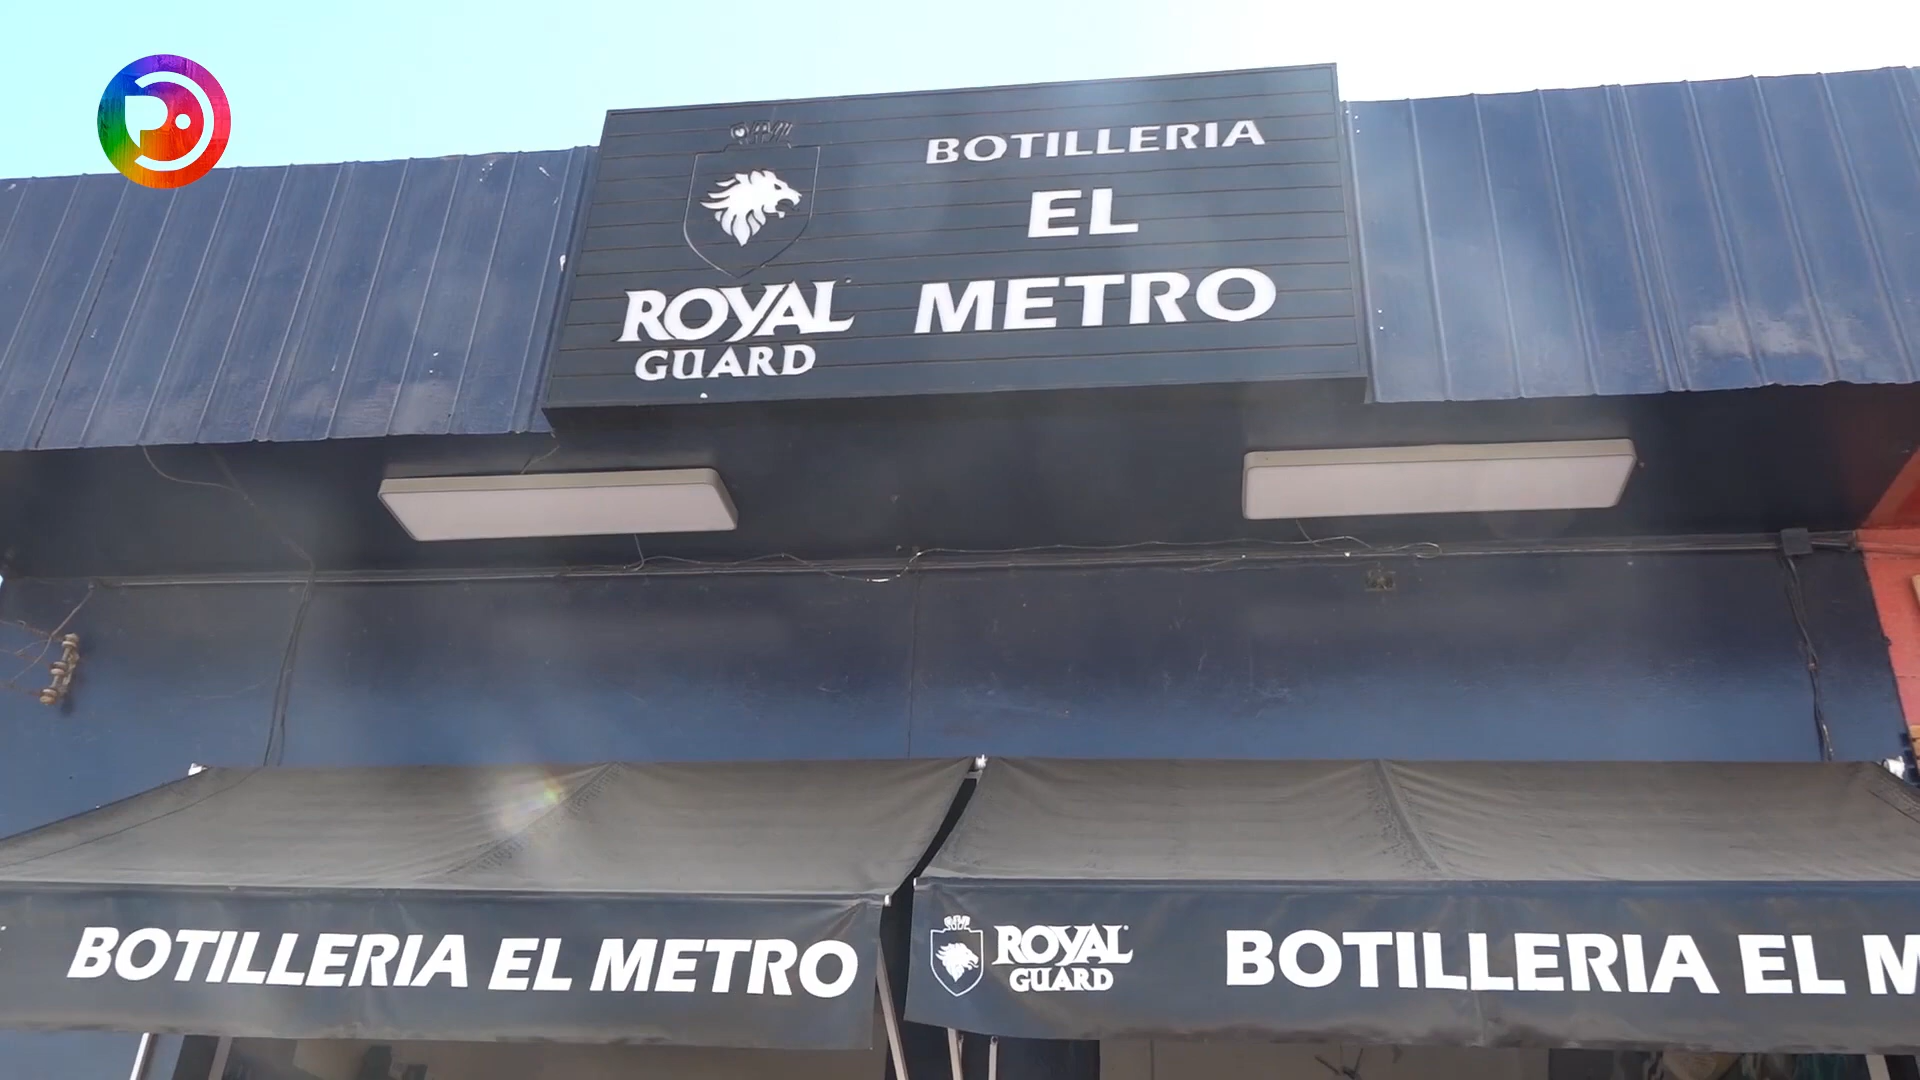 BOTILLERIA
EL
METRO
ROYAL
GUARD
BOTILLERIA EL METRO
ROYAL
GUARD
BOTILLERIA EL M